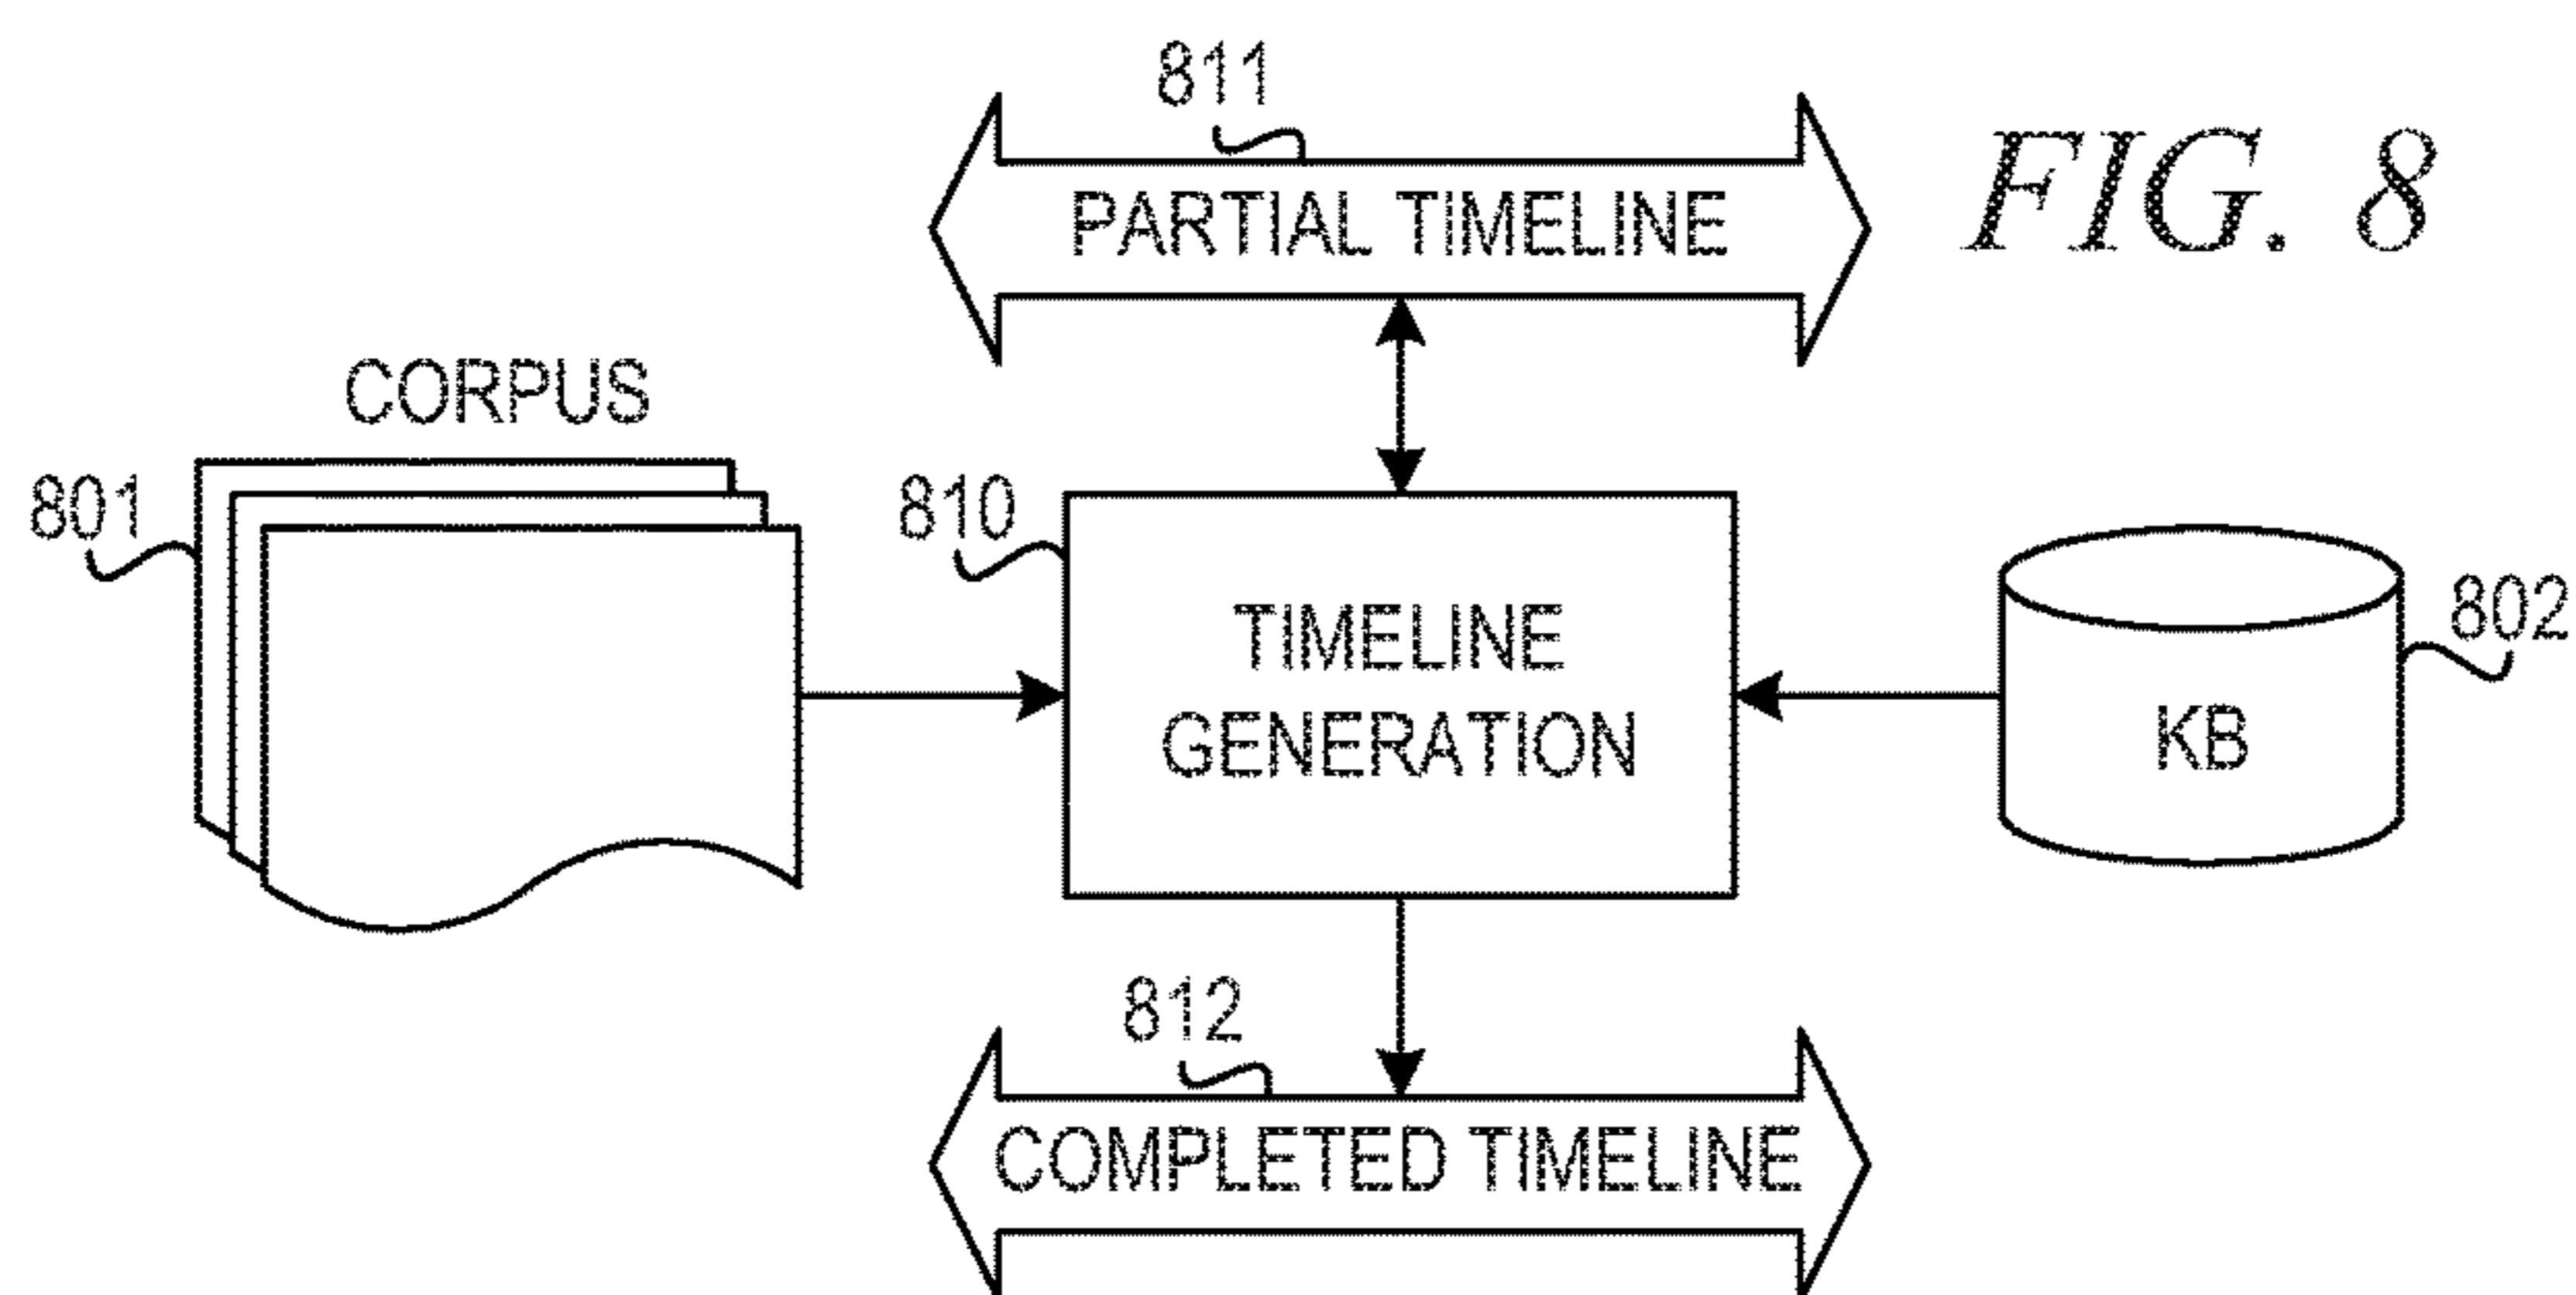 811
FIG. 8
PARTIAL TIMELINE
CORPUS
801
810
TIMELINE
GENERATION
802
KB
812
COMPLETED TIMELINE